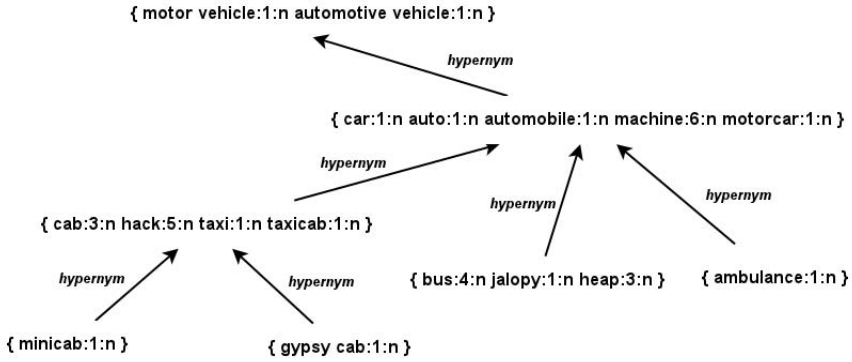 { motor vehicle:1:n automotive vehicle:1:n }
hypernym
{ car:1:n auto:1:n automobile:1:n machine:6:n motorcar:1:n }
hypernym
hypernym
hypernym
{ cab:3:n hack:5:n taxi:1:n taxicab:1:n }
{ bus:4:n jalopy:1:n heap:3:n }
{ ambulance:1:n }
hypernym
hypernym
{ minicab:1:n }
{ gypsy cab:1:n }